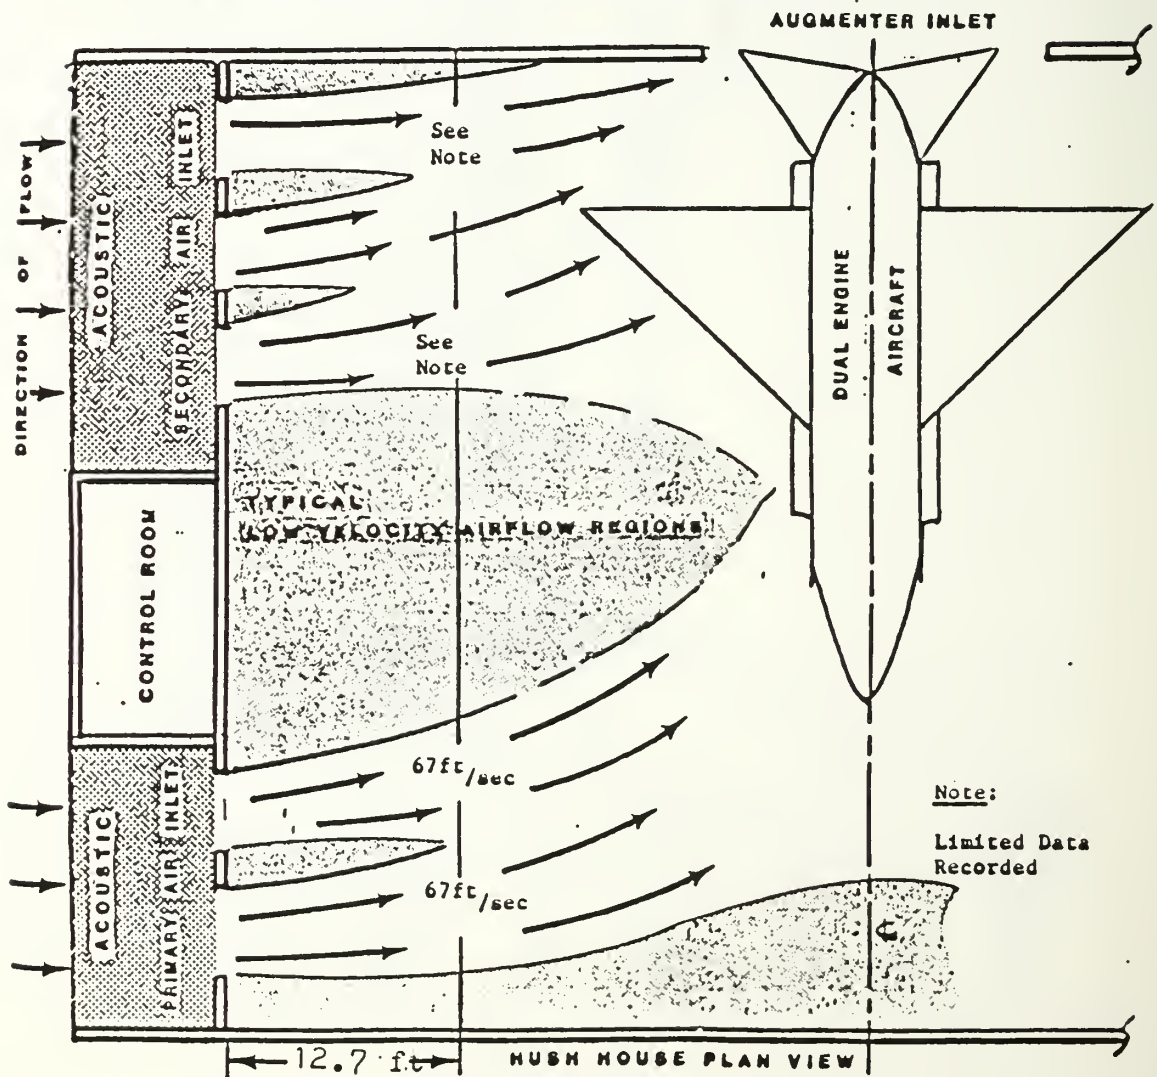 AUGMENTER INLET
DIRECTION OF FLOW
ACOUSTIC
SECONDARY AIR INLET
See
Note
See
Note
DUAL ENGINE
AIRCRAFT
TYPICAL
LOW VELOCITY AIRFLOW REGIONS
CONTROL ROOM
67ft/sec
67ft/sec
ACOUSTIC
PRIMARY AIR INLET
Note:
Limited Data
Recorded
℄
12.7 ft
HUSH HOUSE PLAN VIEW